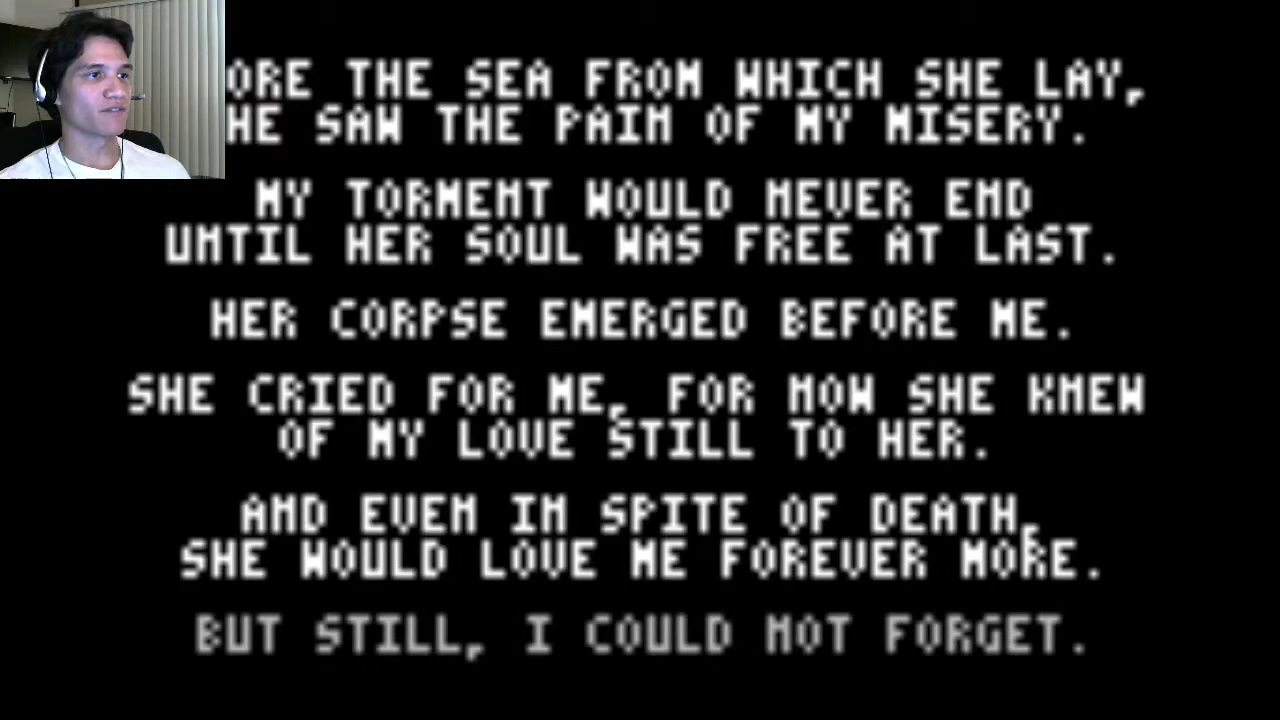 ORE THE SEA FROM WHICH SHE LAY,
HE SAW THE PAIN OF MY MISERY.
MY TORMENT WOULD NEVER END
UNTIL HER SOUL WAS FREE AT LAST.
HER CORPSE EMERGED BEFORE ME.
SHE CRIED FOR ME, FOR NOW SHE KNEW
OF MY LOVE STILL TO HER.
AND EVEN IN SPITE OF DEATH,
SHE WOULD LOVE ME FOREVER MORE.
BUT STILL, I COULD NOT FORGET.